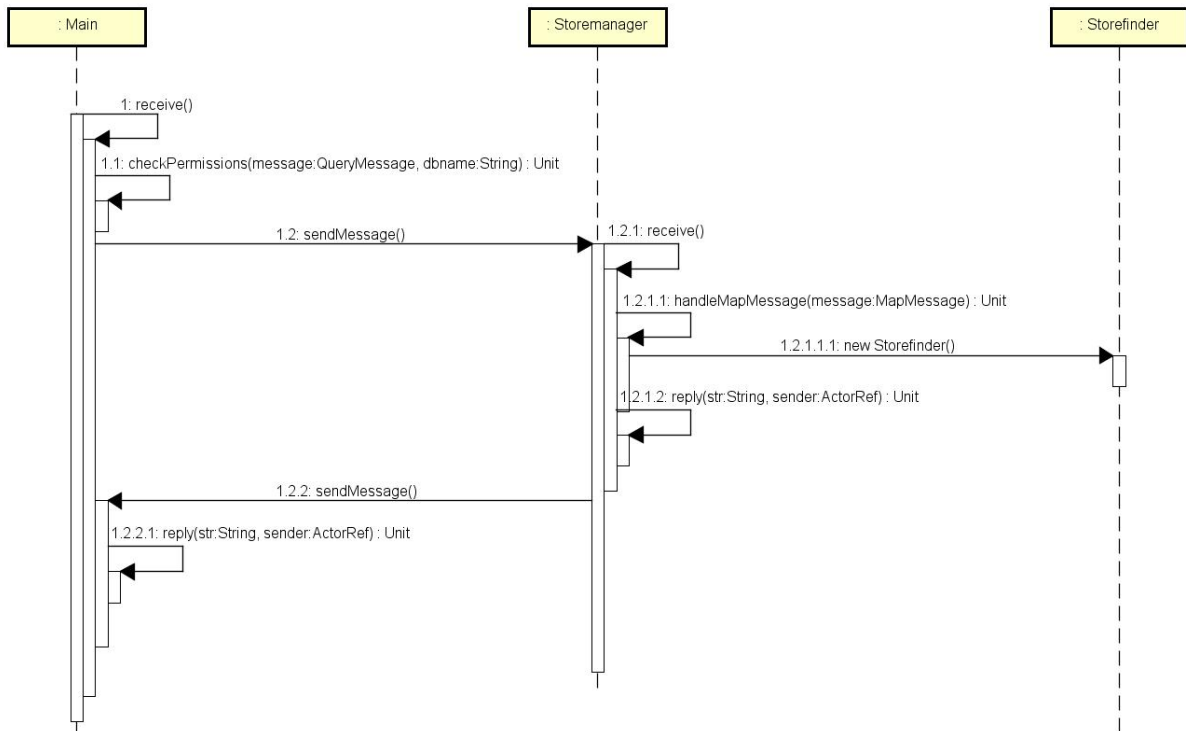 : Main
: Storemanager
: Storefinder
1: receive()
1.1: checkPermissions(message:QueryMessage, dbname:String) : Unit
1.2: sendMessage()
1.2.1: receive()
1.2.1.1: handleMapMessage(message:MapMessage) : Unit
1.2.1.1.1: new Storefinder()
1.2.1.2: reply(str:String, sender:ActorRef) : Unit
1.2.2: sendMessage()
1.2.2.1: reply(str:String, sender:ActorRef) : Unit